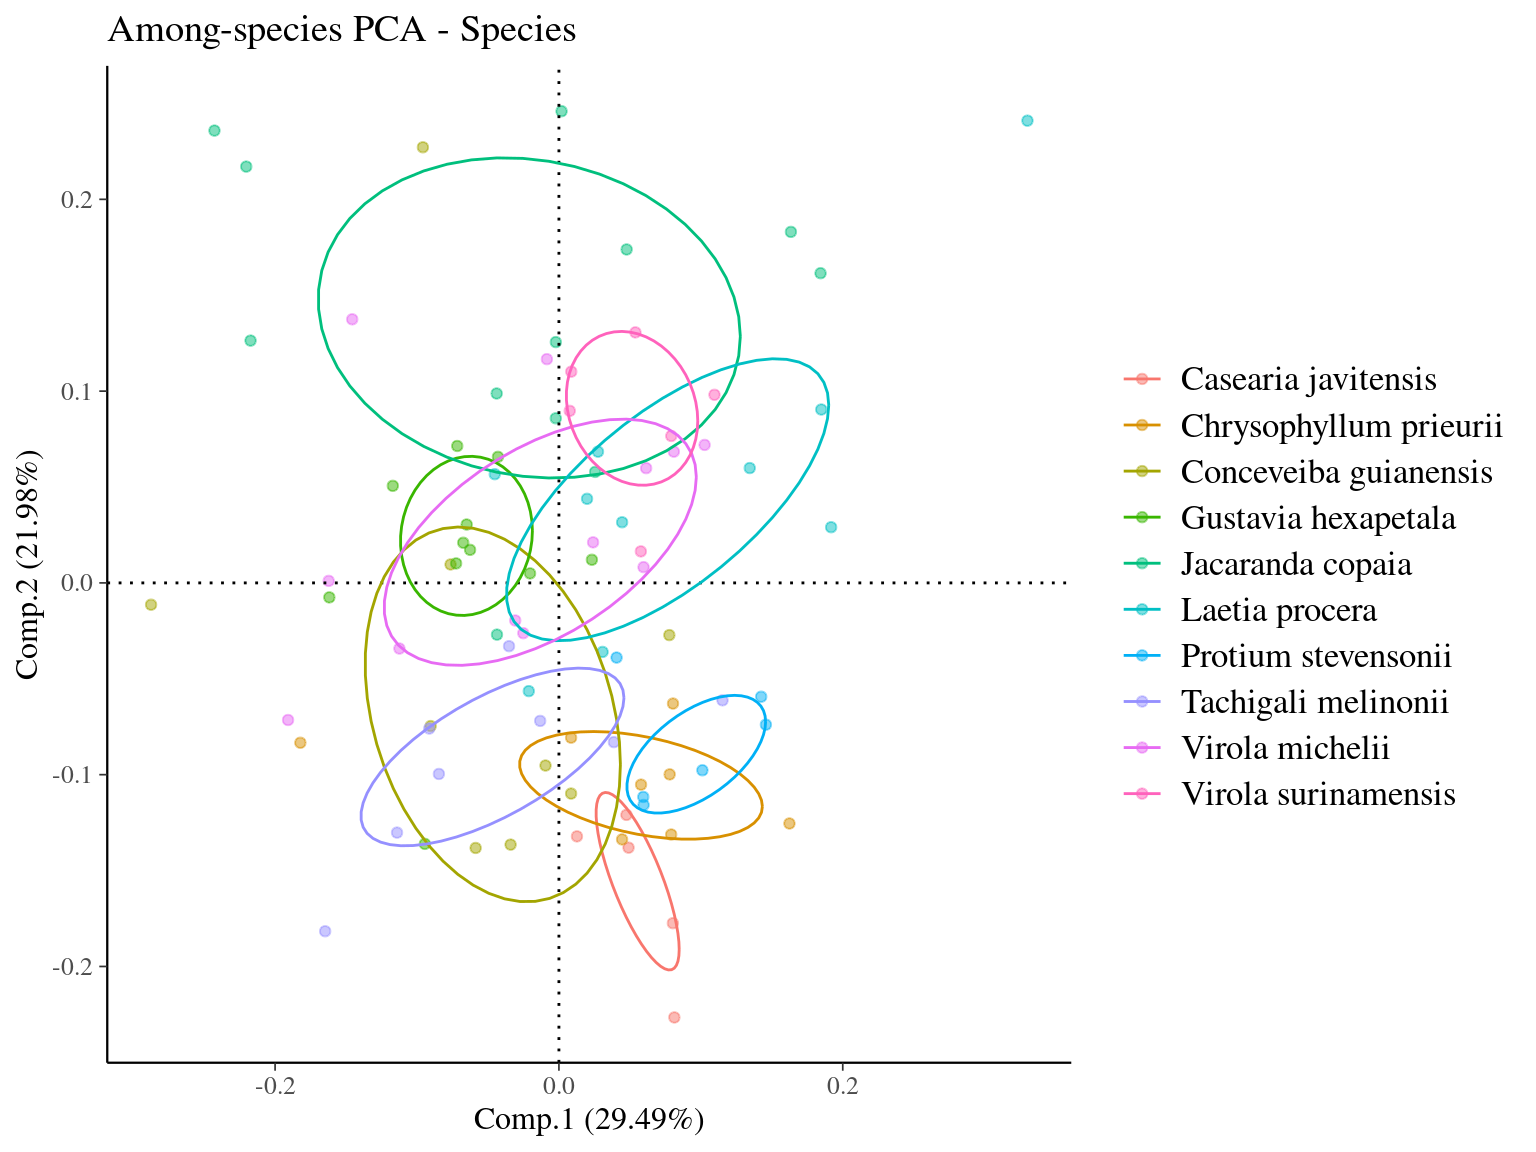 Among-species PCA - Species
0.2
0.1
0.0
-0.1
-0.2
Comp.2 (21.98%)
-0.2
0.0
0.2
Comp.1 (29.49%)
Casearia javitensis
Chrysophyllum prieurii
Conceveiba guianensis
Gustavia hexapetala
Jacaranda copaia
Laetia procera
Protium stevensonii
Tachigali melinonii
Virola michelii
Virola surinamensis